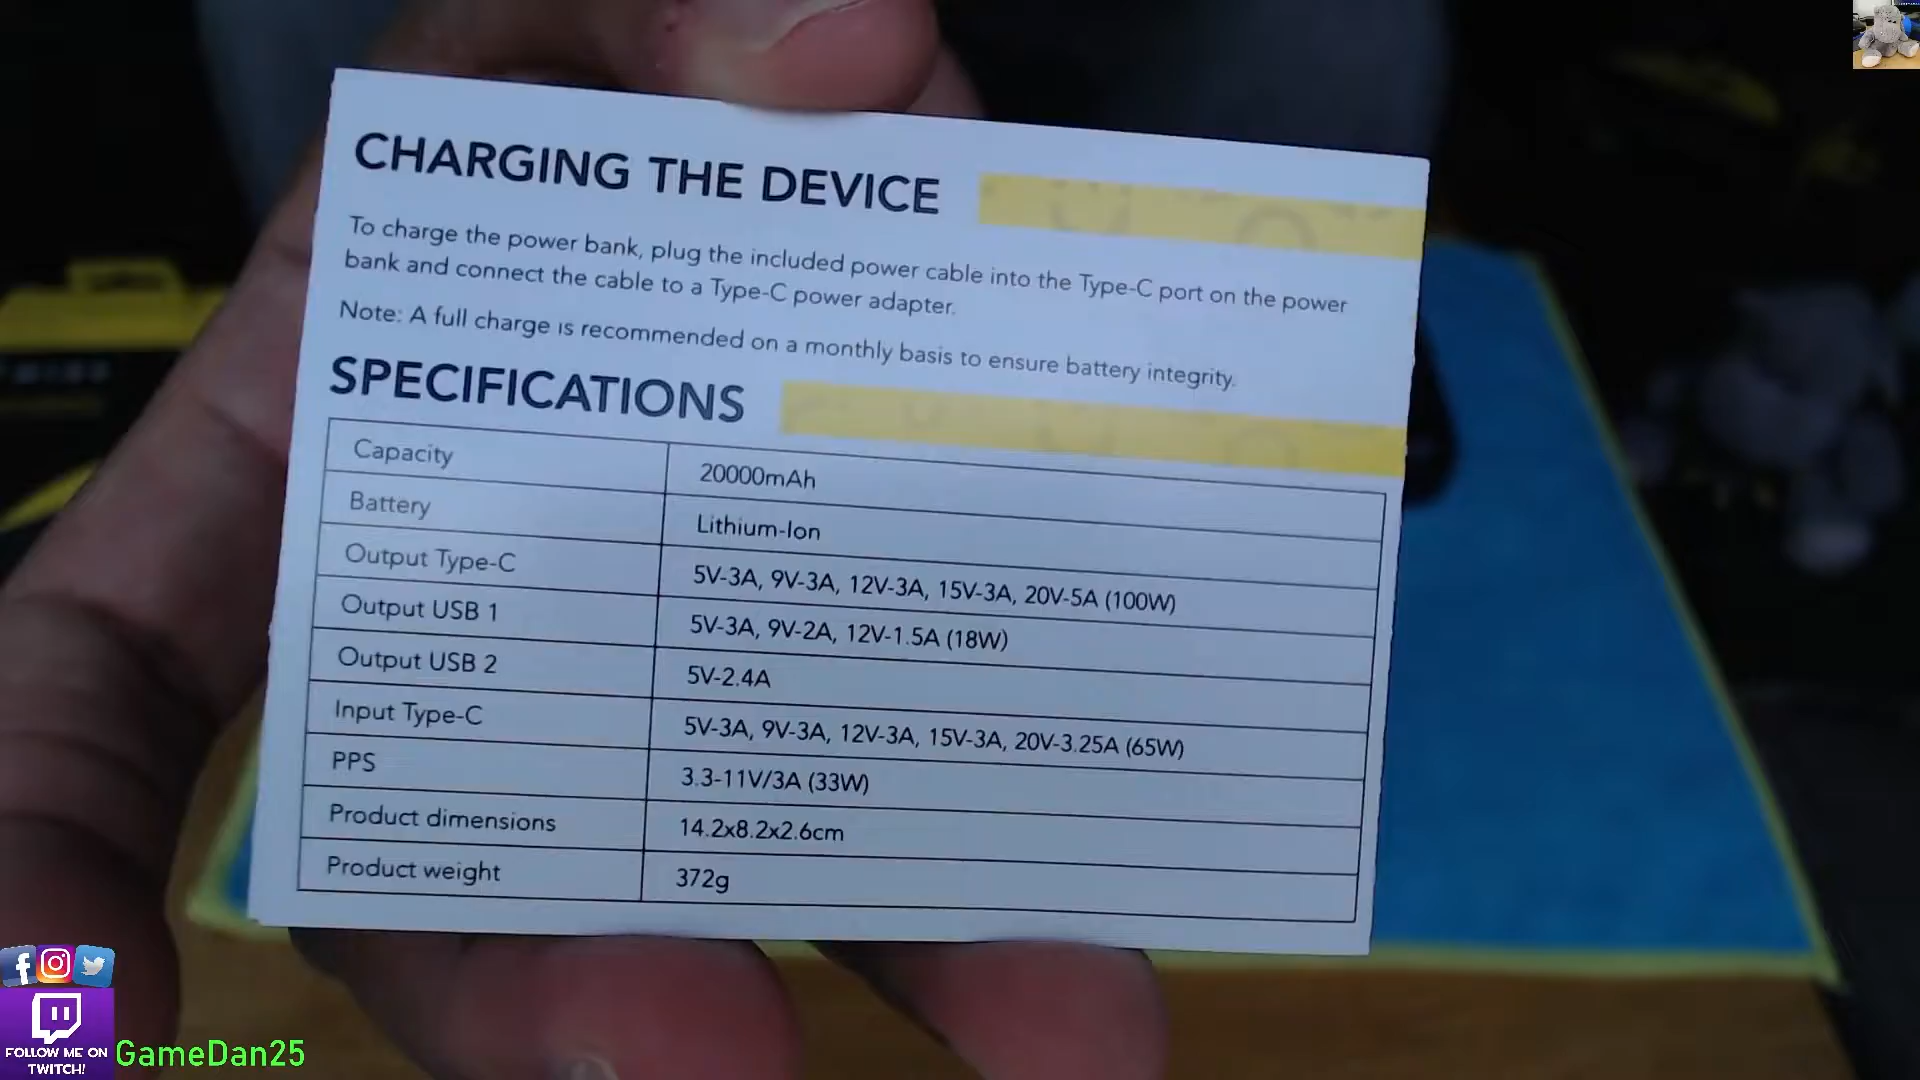 CHARGING THE DEVICE
To charge the power bank, plug the included power cable into the Type-C port on the power
bank and connect the cable to a Type-C power adapter.
Note: A full charge is recommended on a monthly basis to ensure battery integrity.
SPECIFICATIONS
Capacity 20000mAh
Battery Lithium-Ion
Output Type-C 5V-3A, 9V-3A, 12V-3A, 15V-3A, 20V-5A (100W)
Output USB 1 5V-3A, 9V-2A, 12V-1.5A (18W)
Output USB 2 5V-2.4A
Input Type-C 5V-3A, 9V-3A, 12V-3A, 15V-3A, 20V-3.25A (65W)
PPS 3.3-11V/3A (33W)
Product dimensions 14.2x8.2x2.6cm
Product weight 372g
FOLLOW ME ON
TWITCH!
GameDan25